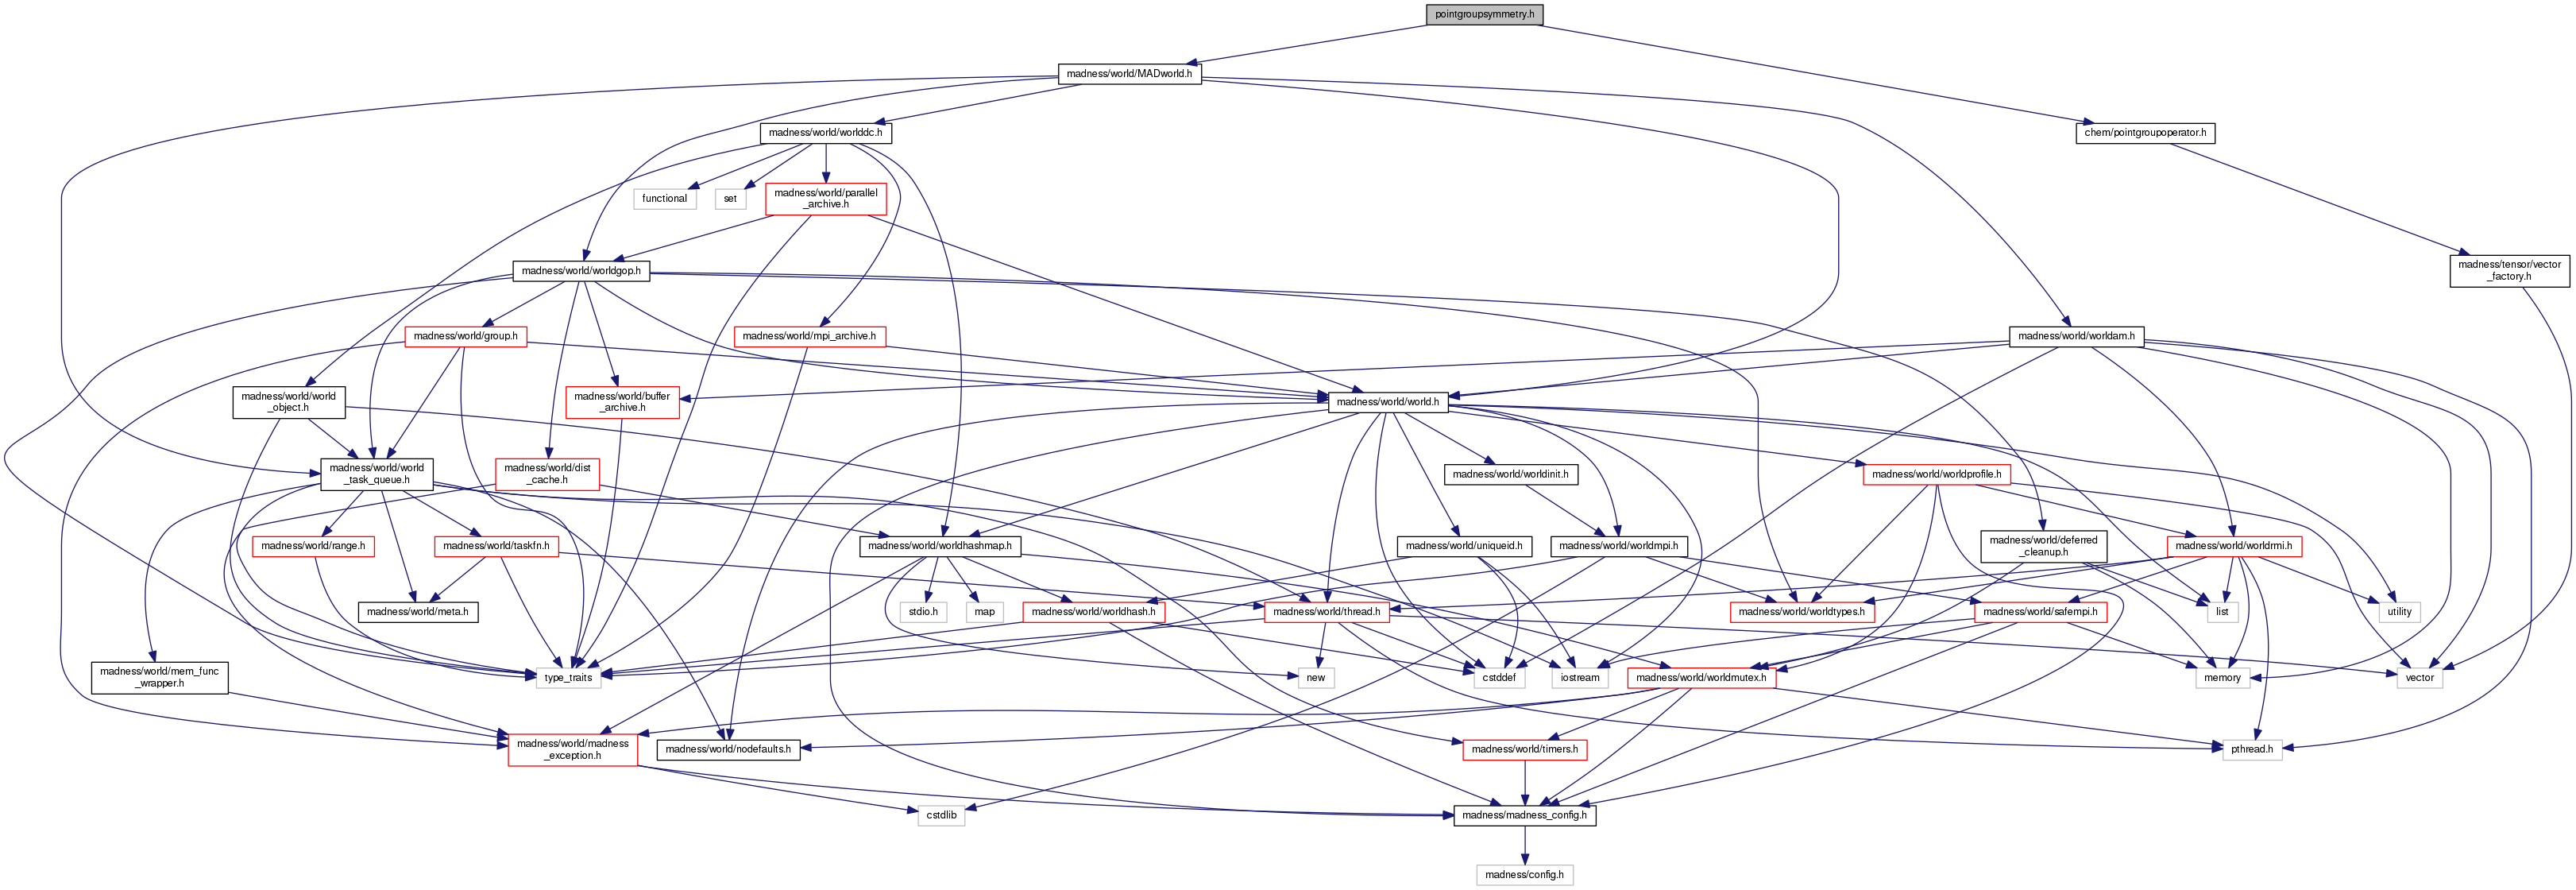 pointgroupsymmetry.h
madness/world/MADworld.h
madness/world/worlddc.h
chem/pointgroupoperator.h
functional
set
madness/world/parallel
_archive.h
madness/world/worldgop.h
madness/tensor/vector
_factory.h
madness/world/group.h
madness/world/mpi_archive.h
madness/world/worldam.h
madness/world/world
_object.h
madness/world/buffer
_archive.h
madness/world/world.h
madness/world/world
_task_queue.h
madness/world/dist
_cache.h
madness/world/worldinit.h
madness/world/worldprofile.h
madness/world/range.h
madness/world/taskfn.h
madness/world/worldhashmap.h
madness/world/uniqueid.h
madness/world/worldmpi.h
madness/world/deferred
_cleanup.h
madness/world/worldrmi.h
madness/world/meta.h
stdio.h
map
madness/world/worldhash.h
madness/world/thread.h
madness/world/worldtypes.h
madness/world/safempi.h
list
utility
madness/world/mem_func
_wrapper.h
type_traits
new
cstddef
iostream
madness/world/worldmutex.h
memory
vector
madness/world/madness
_exception.h
madness/world/nodefaults.h
madness/world/timers.h
pthread.h
cstdlib
madness/madness_config.h
madness/config.h